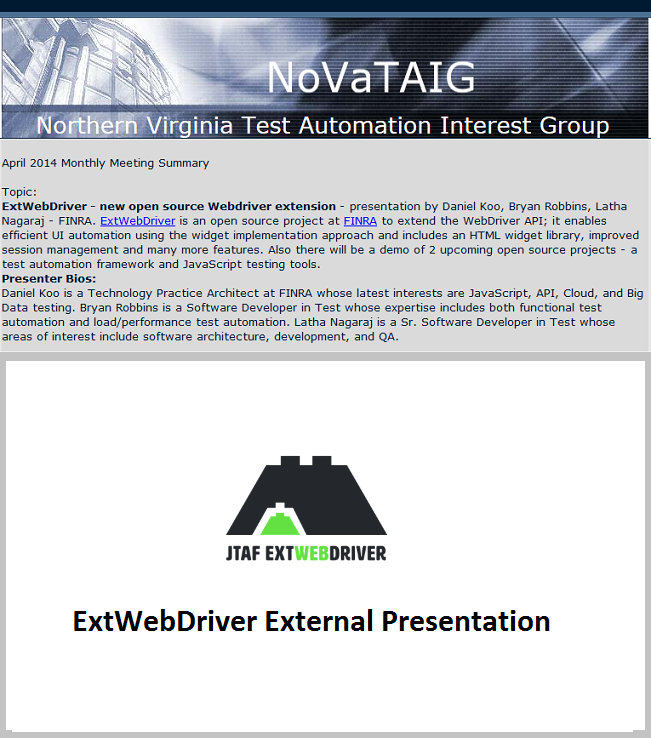 NoVaTAIG
Northern Virginia Test Automation Interest Group
April 2014 Monthly Meeting Summary
Topic:
ExtWebDriver - new open source Webdriver extension - presentation by Daniel Koo, Bryan Robbins, Latha
Nagaraj - FINRA. ExtWebDriver is an open source project at FINRA to extend the WebDriver API; it enables
efficient UI automation using the widget implementation approach and includes an HTML widget library, improved
session management and many more features. Also there will be a demo of 2 upcoming open source projects - a
test automation framework and JavaScript testing tools.
Presenter Bios:
Daniel Koo is a Technology Practice Architect at FINRA whose latest interests are JavaScript, API, Cloud, and Big
Data testing. Bryan Robbins is a Software Developer in Test whose expertise includes both functional test
automation and load/performance test automation. Latha Nagaraj is a Sr. Software Developer in Test whose
areas of interest include software architecture, development, and QA.
JTAF EXTWEBDRIVER
ExtWebDriver External Presentation